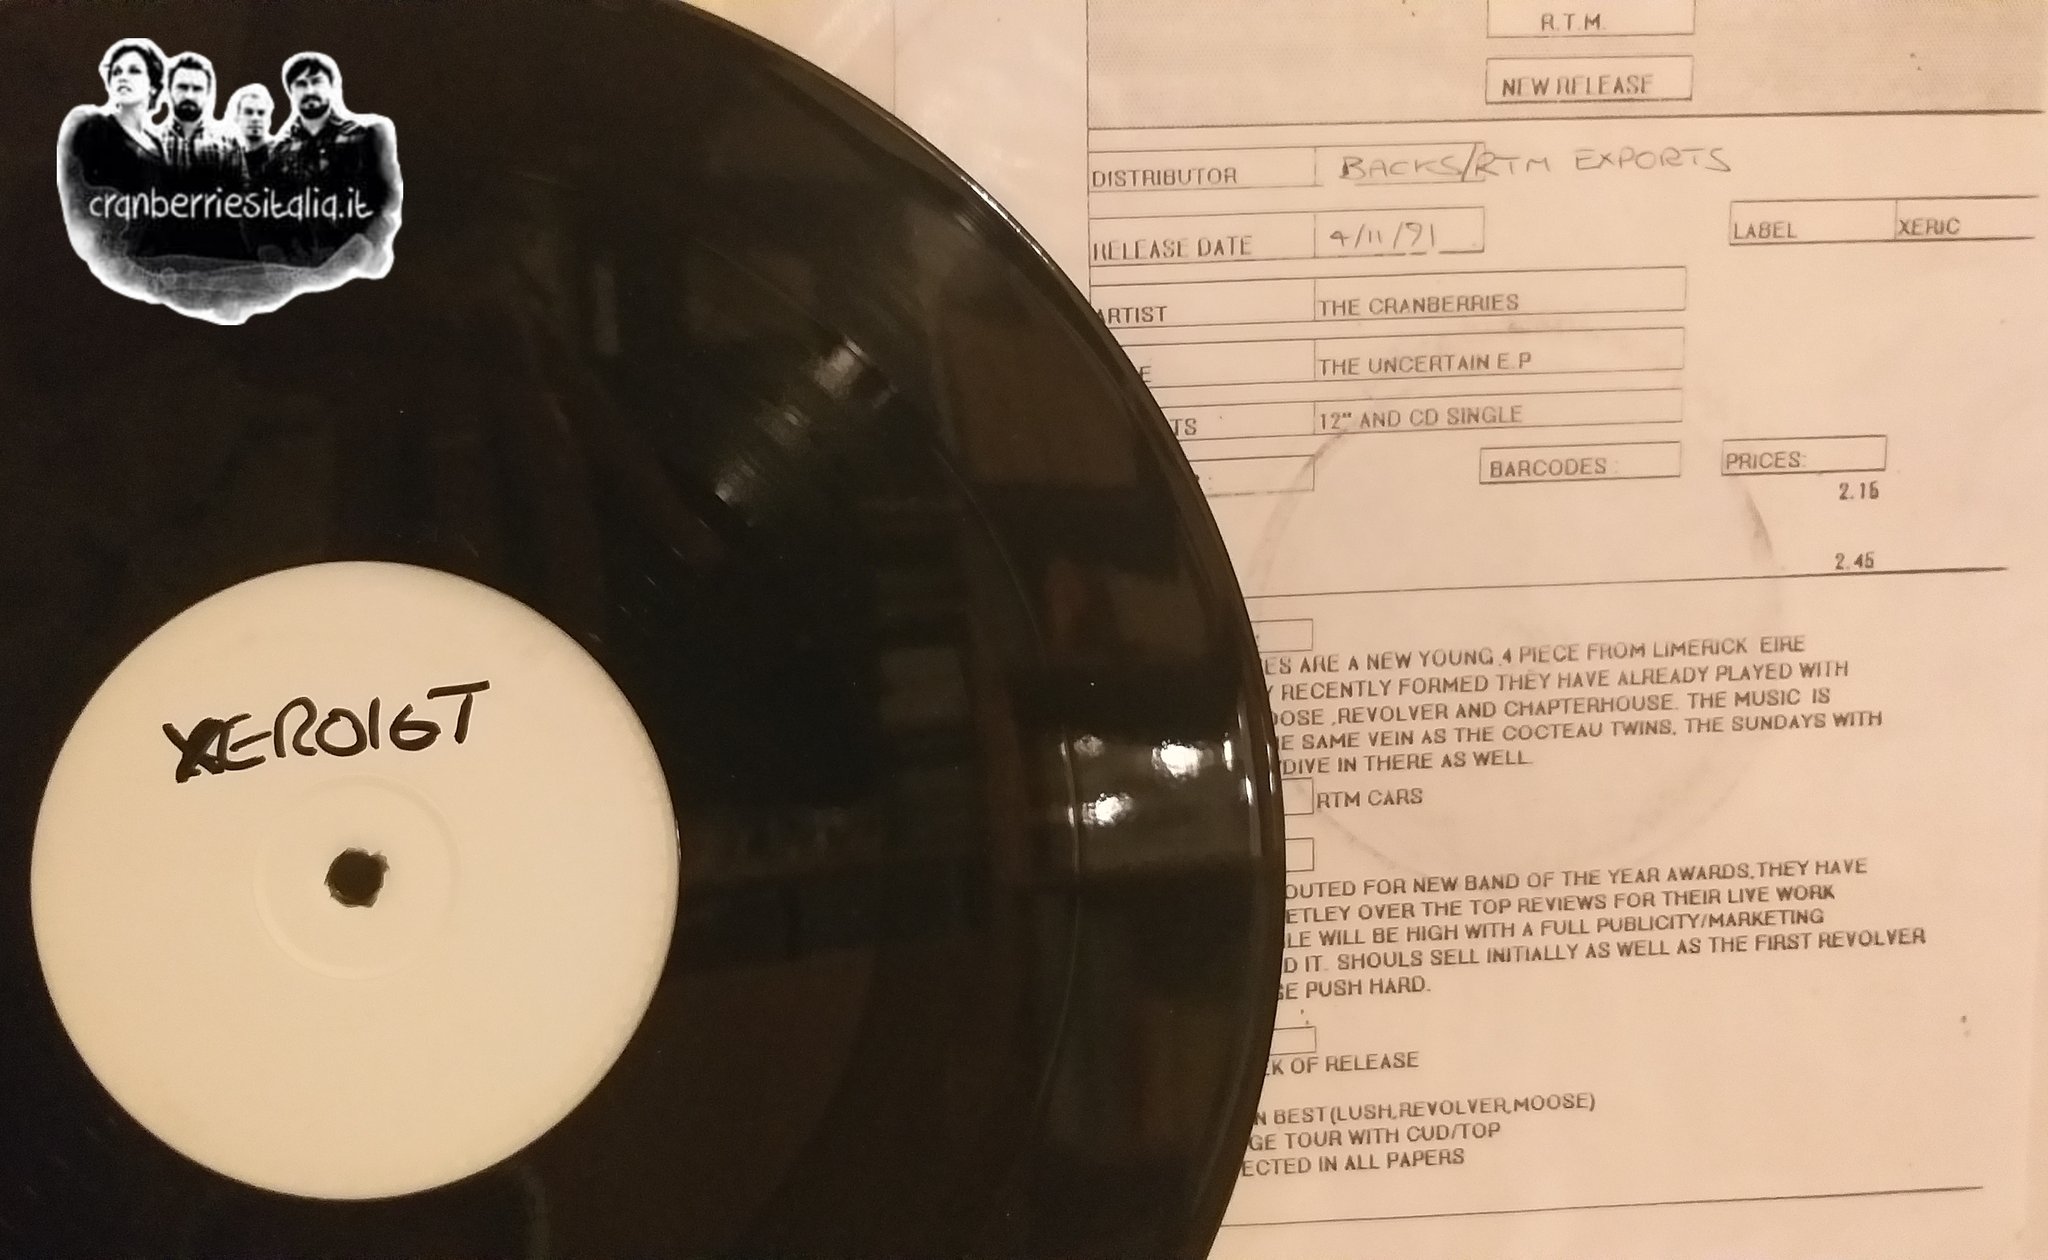 cranberriesitalia.it
XER016T
R.T.M.
NEW RELEASE
DISTRIBUTOR BACKS/RTM EXPORTS
RELEASE DATE 4/11/91 LABEL XERIC
ARTIST THE CRANBERRIES
E THE UNCERTAIN E.P
TS 12" AND CD SINGLE
BARCODES : PRICES:
2.15
2.45
ES ARE A NEW YOUNG 4 PIECE FROM LIMERICK EIRE
Y RECENTLY FORMED THEY HAVE ALREADY PLAYED WITH
OOSE ,REVOLVER AND CHAPTERHOUSE. THE MUSIC IS
E SAME VEIN AS THE COCTEAU TWINS, THE SUNDAYS WITH
DIVE IN THERE AS WELL.
RTM CARS
OUTED FOR NEW BAND OF THE YEAR AWARDS,THEY HAVE
ETLEY OVER THE TOP REVIEWS FOR THEIR LIVE WORK
LE WILL BE HIGH WITH A FULL PUBLICITY/MARKETING
D IT. SHOULS SELL INITIALLY AS WELL AS THE FIRST REVOLVER
SE PUSH HARD.
EK OF RELEASE
N BEST(LUSH,REVOLVER,MOOSE)
GE TOUR WITH CUD/TOP
ECTED IN ALL PAPERS